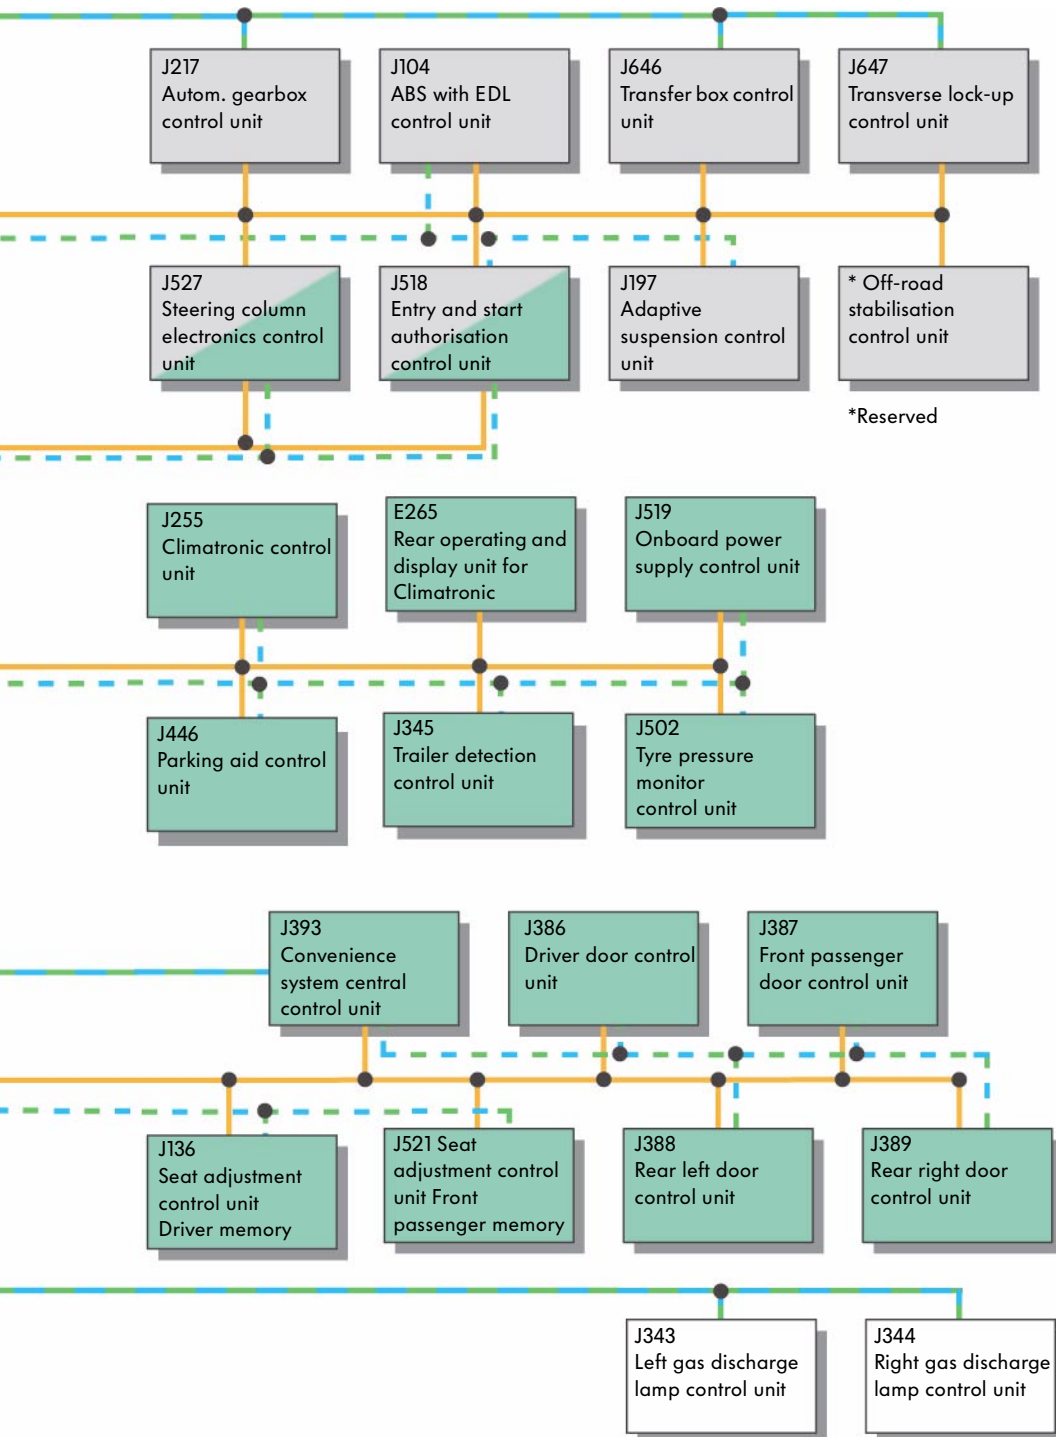 J217
Autom. gearbox
control unit
J104
ABS with EDL
control unit
J646
Transfer box control
unit
J647
Transverse lock-up
control unit
J527
Steering column
electronics control
unit
J518
Entry and start
authorisation
control unit
J197
Adaptive
suspension control
unit
* Off-road
stabilisation
control unit
*Reserved
J255
Climatronic control
unit
E265
Rear operating and
display unit for
Climatronic
J519
Onboard power
supply control unit
J446
Parking aid control
unit
J345
Trailer detection
control unit
J502
Tyre pressure
monitor
control unit
J393
Convenience
system central
control unit
J386
Driver door control
unit
J387
Front passenger
door control unit
J136
Seat adjustment
control unit
Driver memory
J521 Seat
adjustment control
unit Front
passenger memory
J388
Rear left door
control unit
J389
Rear right door
control unit
J343
Left gas discharge
lamp control unit
J344
Right gas discharge
lamp control unit